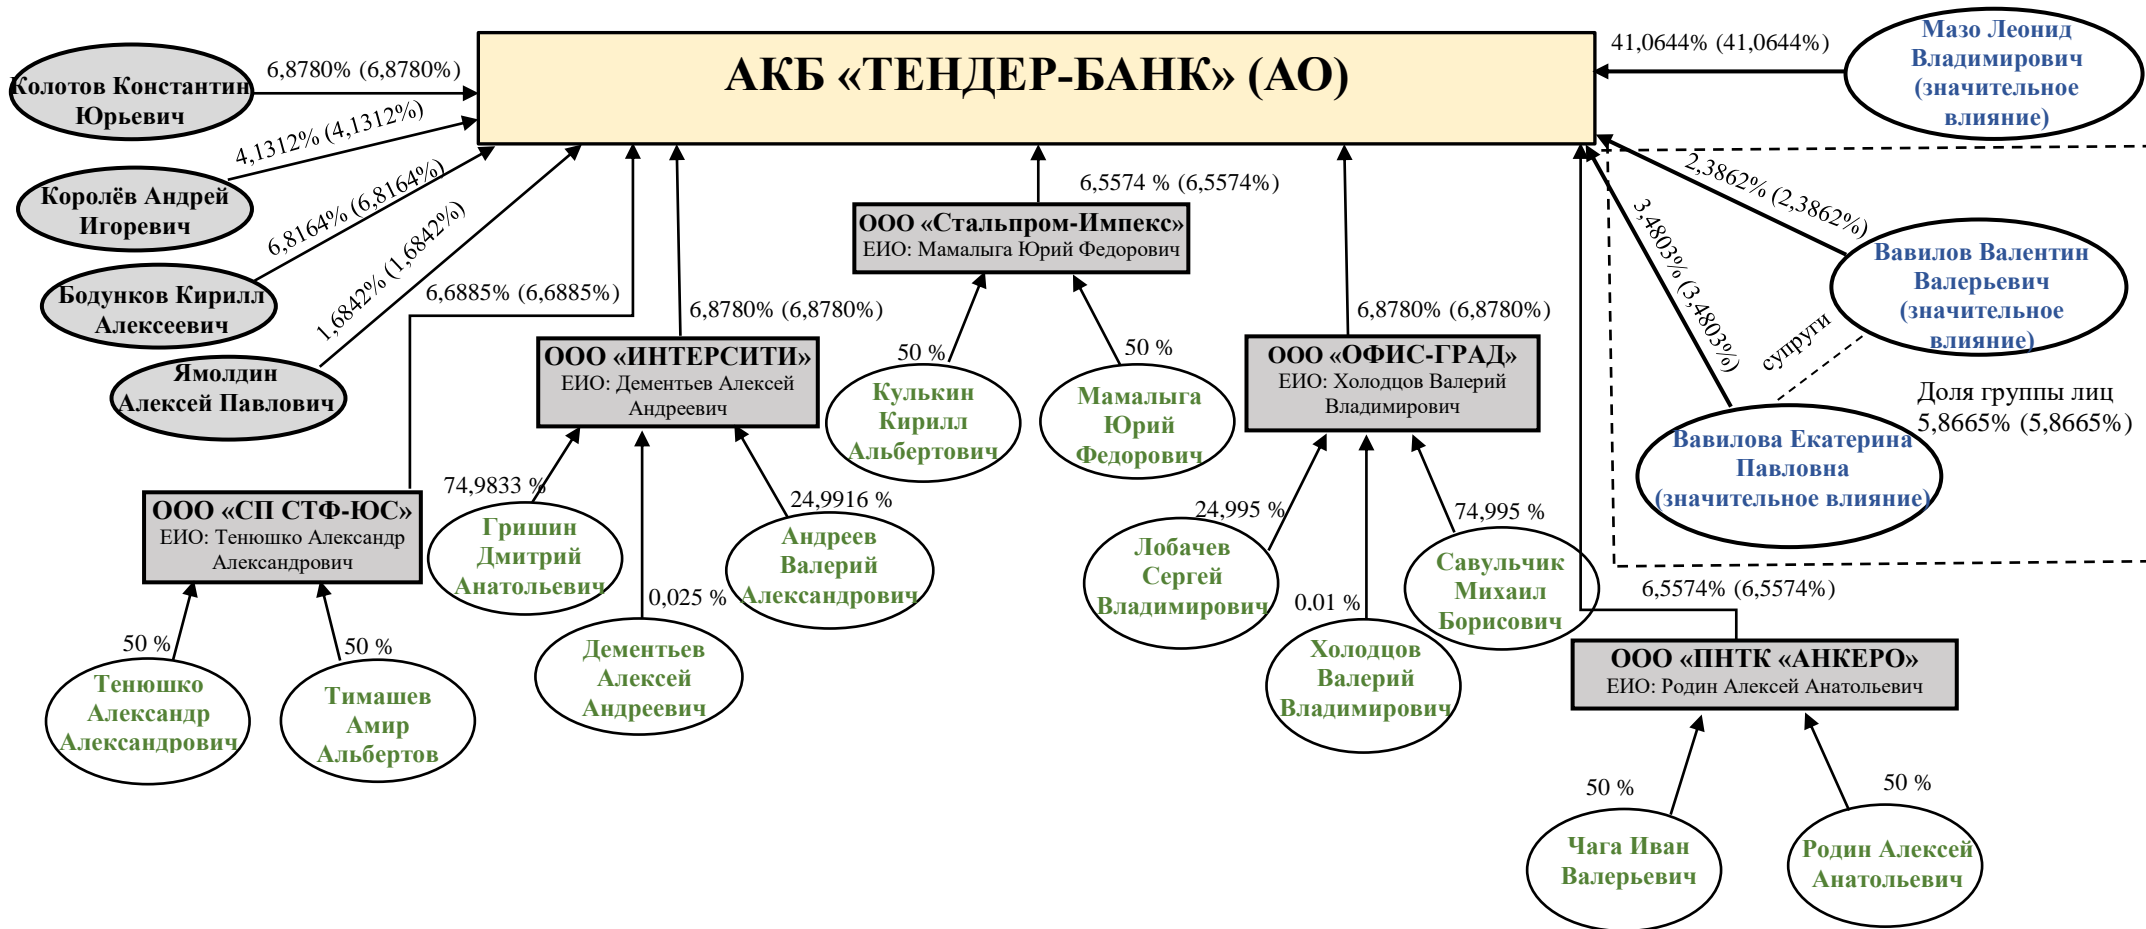 АКБ «ТЕНДЕР-БАНК» (АО)
Колотов Константин
Юрьевич
6,8780% (6,8780%)
Королёв Андрей
Игоревич
4,1312% (4,1312%)
Бодунков Кирилл
Алексеевич
6,8164% (6,8164%)
Ямолдин
Алексей Павлович
1,6842% (1,6842%)
6,6885% (6,6885%)
ООО «СП СТФ-ЮС»
ЕИО: Тенюшко Александр
Александрович
50 %
Тенюшко
Александр
Александрович
50 %
Тимашев
Амир
Альбертов
6,8780% (6,8780%)
ООО «ИНТЕРСИТИ»
ЕИО: Дементьев Алексей
Андреевич
74,9833 %
Гришин
Дмитрий
Анатольевич
0,025 %
Дементьев
Алексей
Андреевич
24,9916 %
Андреев
Валерий
Александрович
6,5574 % (6,5574%)
ООО «Стальпром-Импекс»
ЕИО: Мамалыга Юрий Федорович
50 %
Кулькин
Кирилл
Альбертович
50 %
Мамалыга
Юрий
Федорович
6,8780% (6,8780%)
ООО «ОФИС-ГРАД»
ЕИО: Холодцов Валерий
Владимирович
24,995 %
Лобачев
Сергей
Владимирович
0,01 %
Холодцов
Валерий
Владимирович
74,995 %
Савульчик
Михаил
Борисович
41,0644% (41,0644%)
Мазо Леонид
Владимирович
(значительное
влияние)
2,3862% (2,3862%)
Вавилов Валентин
Валерьевич
(значительное
влияние)
3,4803% (3,4803%)
супруги
Доля группы лиц
5,8665% (5,8665%)
Вавилова Екатерина
Павловна
(значительное влияние)
6,5574% (6,5574%)
ООО «ПНТК «АНКЕРО»
ЕИО: Родин Алексей Анатольевич
50 %
Чага Иван
Валерьевич
50 %
Родин Алексей
Анатольевич